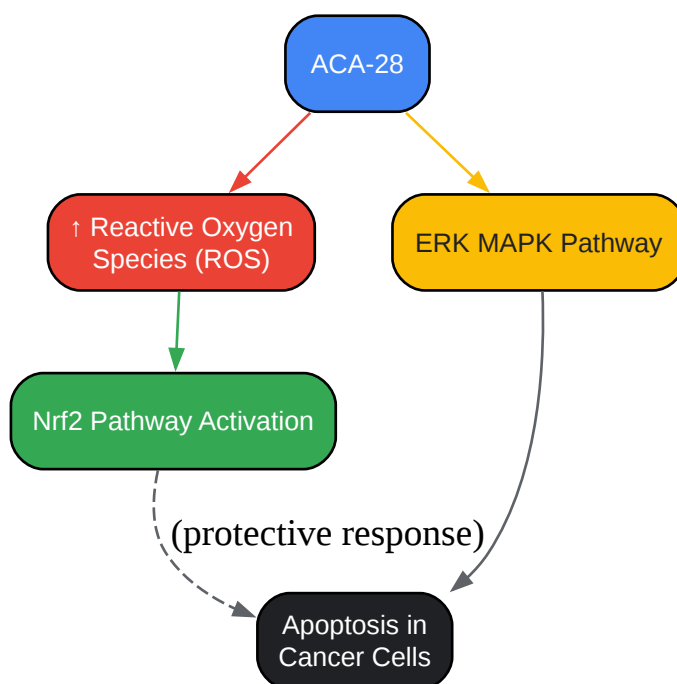 ACA-28
↑ Reactive Oxygen
Species (ROS)
ERK MAPK Pathway
Nrf2 Pathway Activation
(protective response)
Apoptosis in
Cancer Cells